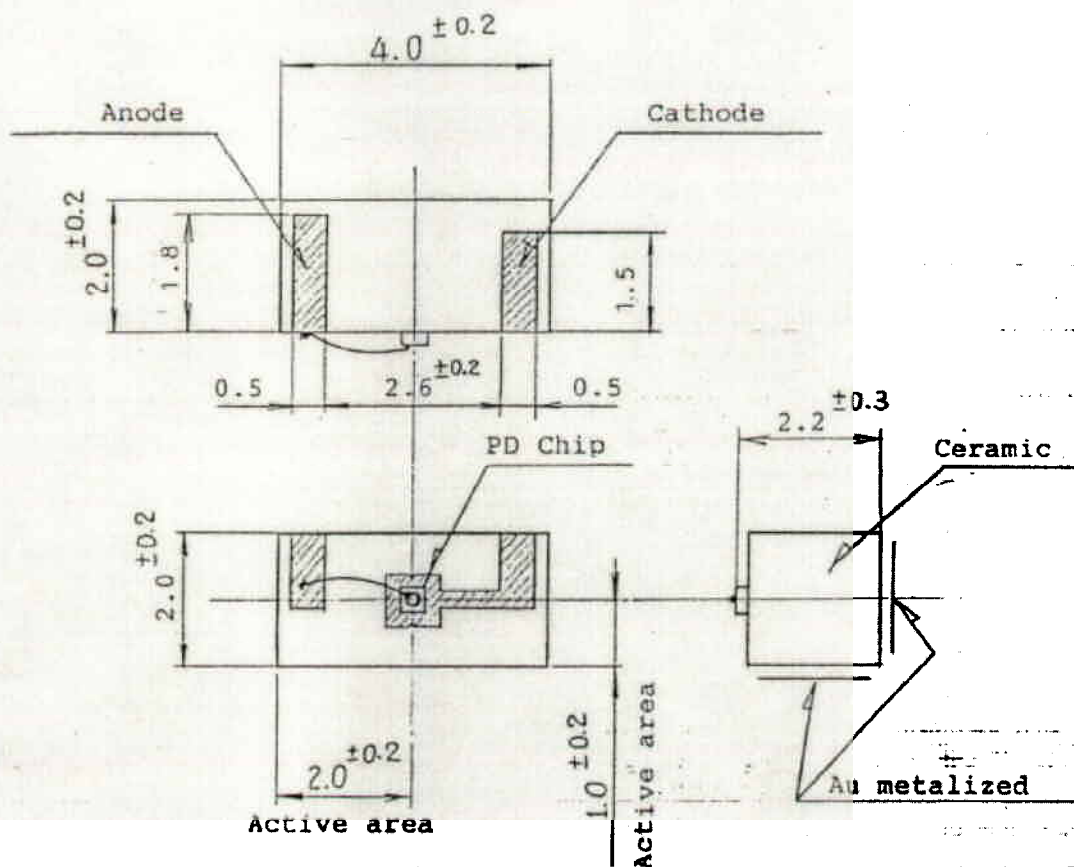 4.0 ±0.2
Anode
Cathode
2.0 ±0.2
1.8
1.5
0.5
2.6 ±0.2
0.5
2.2 ±0.3
PD Chip
Ceramic
2.0 ±0.2
2.0 ±0.2
Active area
1.0 ±0.2
Active area
Au metalized